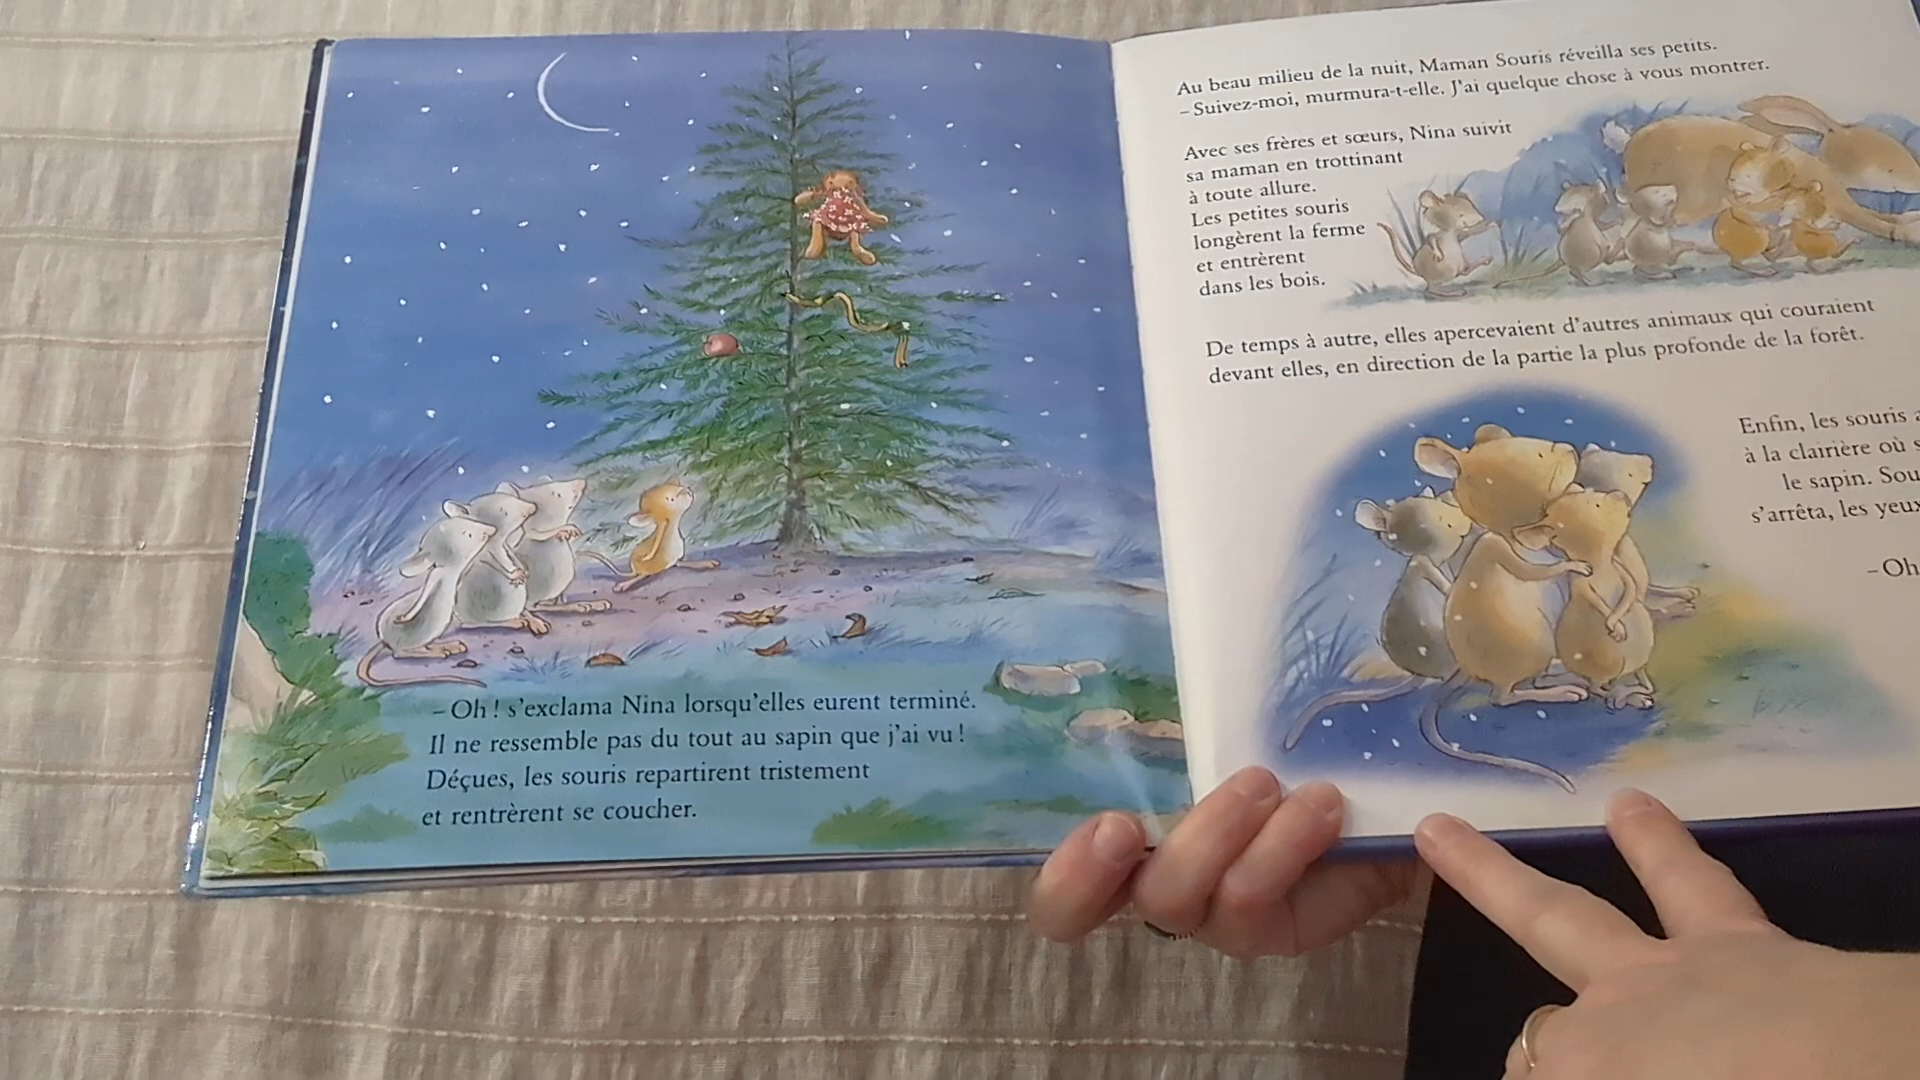 – Oh ! s'exclama Nina lorsqu'elles eurent terminé.
Il ne ressemble pas du tout au sapin que j'ai vu !
Déçues, les souris repartirent tristement
et rentrèrent se coucher.
Au beau milieu de la nuit, Maman Souris réveilla ses petits.
– Suivez-moi, murmura-t-elle. J'ai quelque chose à vous montrer.
Avec ses frères et sœurs, Nina suivit
sa maman en trottinant
à toute allure.
Les petites souris
longèrent la ferme
et entrèrent
dans les bois.
De temps à autre, elles apercevaient d'autres animaux qui couraient
devant elles, en direction de la partie la plus profonde de la forêt.
Enfin, les souris
à la clairière où
le sapin.
s'arrêta, les
– Oh